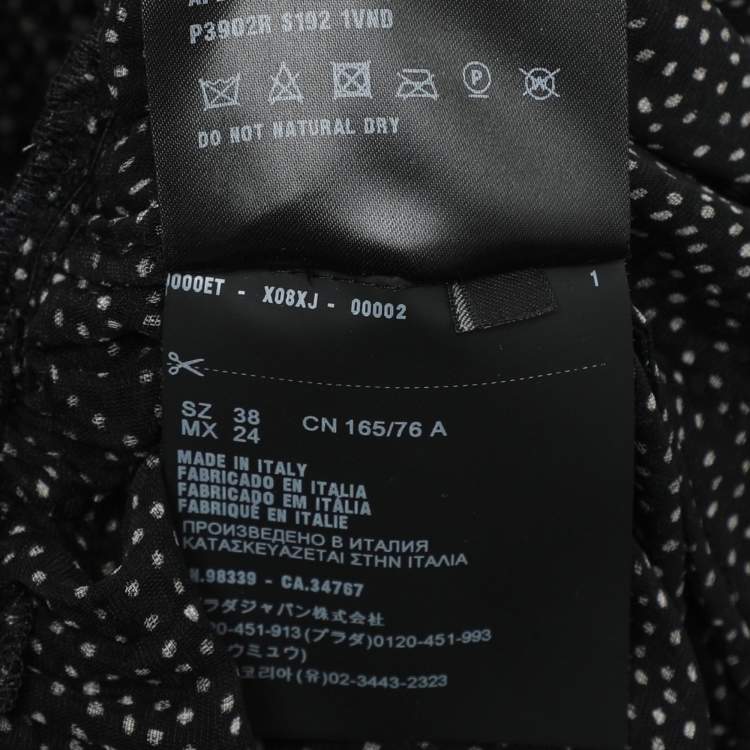 P3902R S192 1VND
P
W
DO NOT NATURAL DRY
000ET - X08XJ - 00002
1
SZ 38
MX 24
CN 165/76 A
MADE IN ITALY
FABRICADO EN ITALIA
FABRICADO EM ITÁLIA
FABRIQUÉ EN ITALIE
ПРОИЗВЕДЕНО В ИТАЛИЯ
ΚΑΤΑΣΚΕΥΑΖΕΤΑΙ ΣΤΗΝ ΙΤΑΛΙΑ
N.98339 - CA.34767
ラダジャパン株式会社
20-451-913(プラダ)0120-451-993
ウミュウ)
코리아(유)02-3443-2323